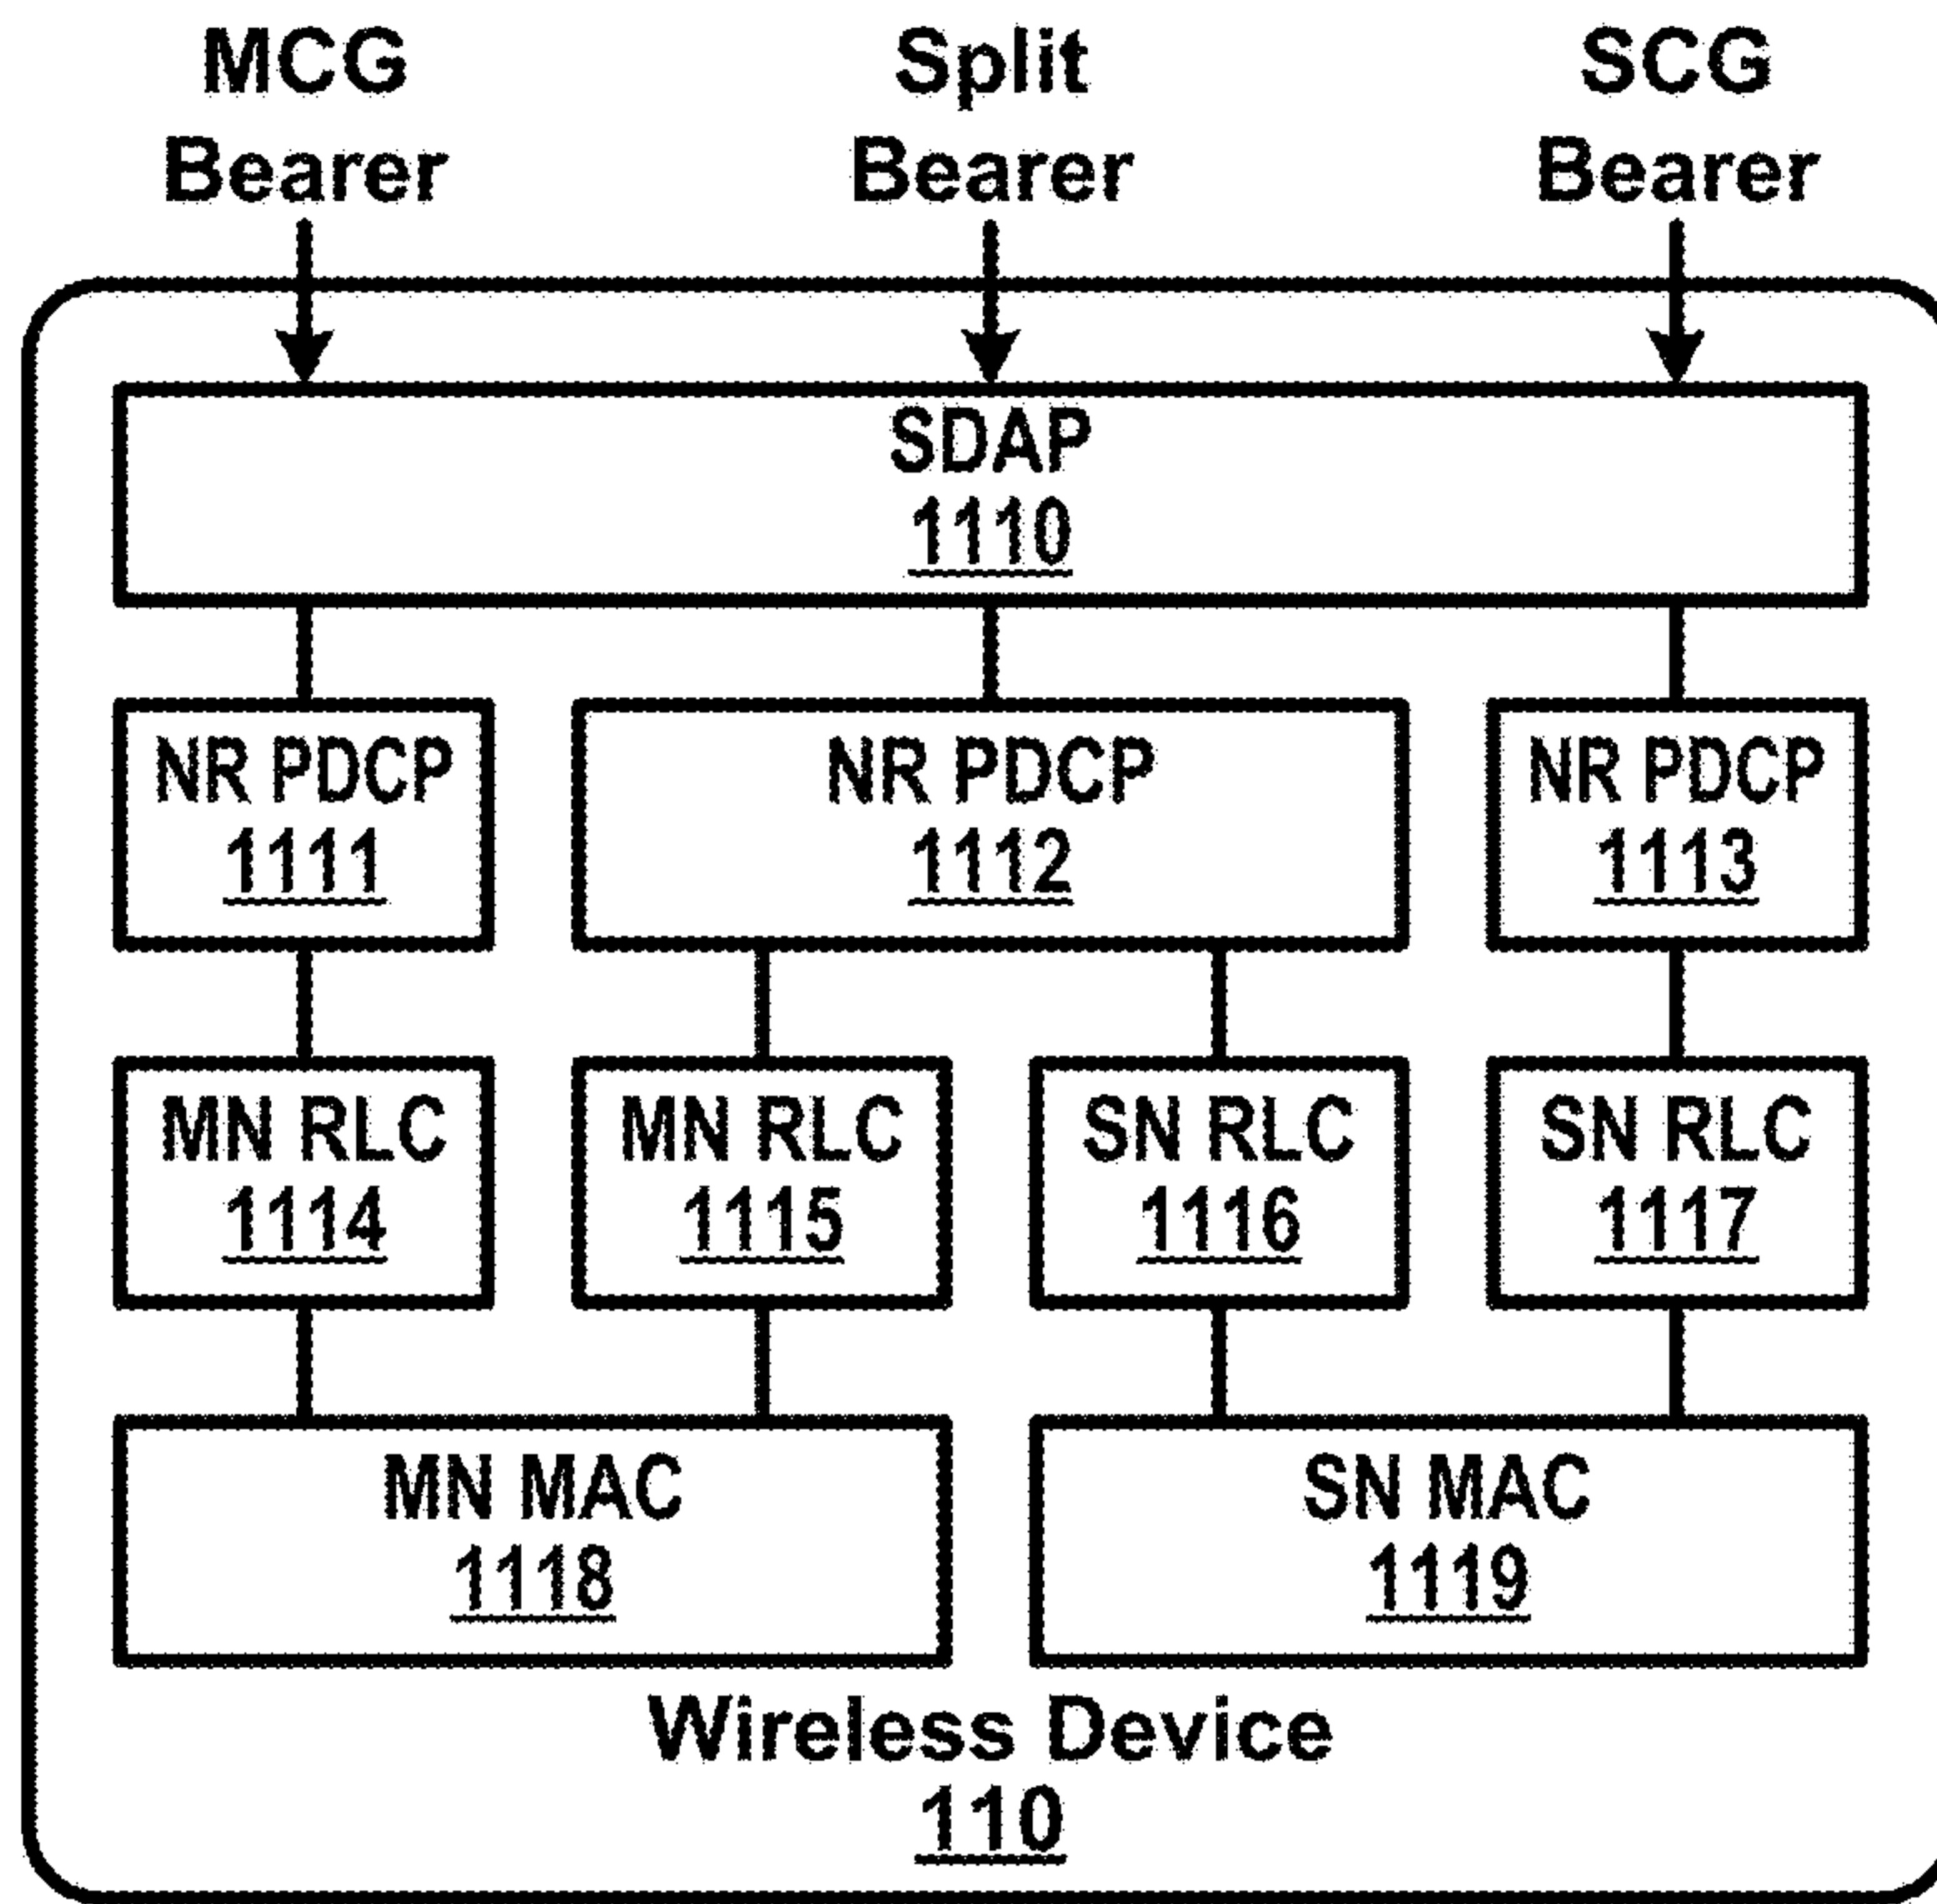 MCG
Bearer
Split
Bearer
SCG
Bearer
SDAP
1110
NR PDCP
1111
NR PDCP
1112
NR PDCP
1113
MN RLC
1114
MN RLC
1115
SN RLC
1116
SN RLC
1117
MN MAC
1118
SN MAC
1119
Wireless Device
110